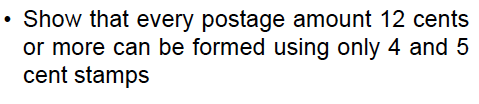 • Show that every postage amount 12 cents
or more can be formed using only 4 and 5
cent stamps